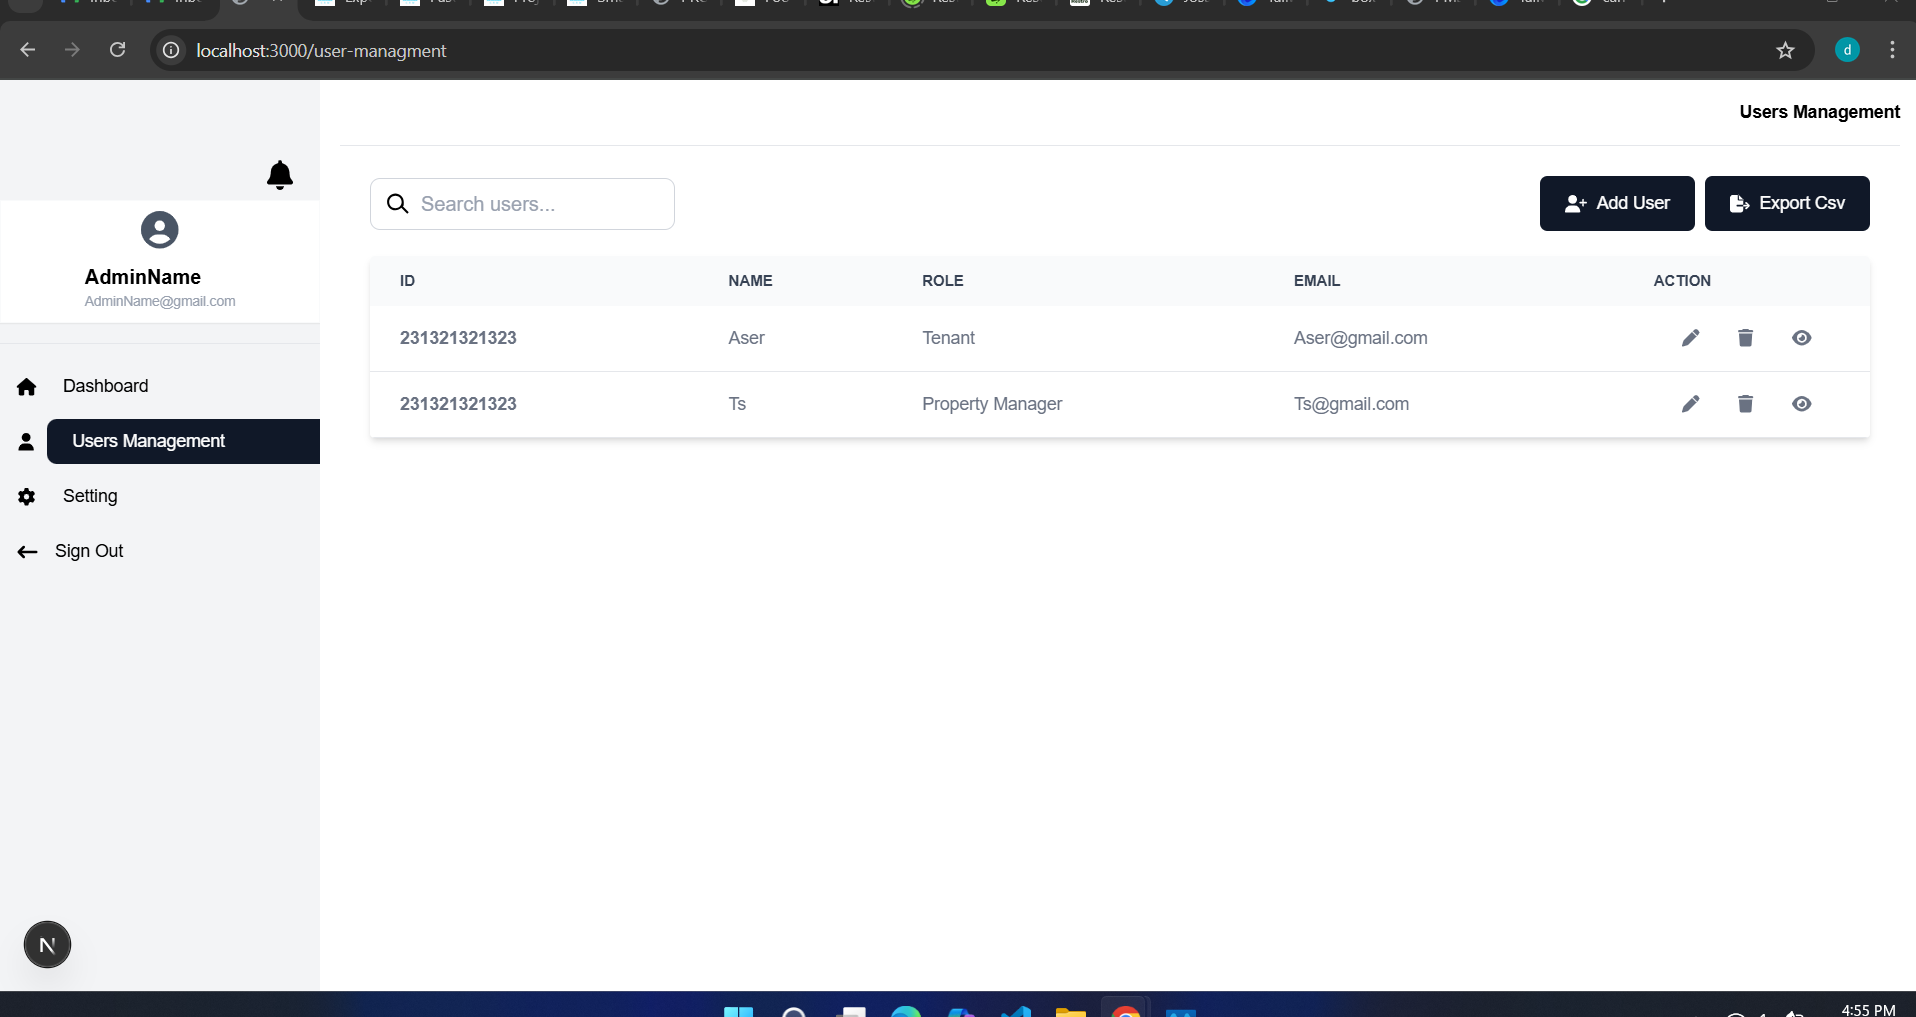 localhost:3000/user-managment
d
Users Management
AdminName
AdminName@gmail.com
Search users...
Add User
Export Csv
ID NAME ROLE EMAIL ACTION
231321321323 Aser Tenant Aser@gmail.com
231321321323 Ts Property Manager Ts@gmail.com
Dashboard
Users Management
Setting
Sign Out
N
4:55 PM